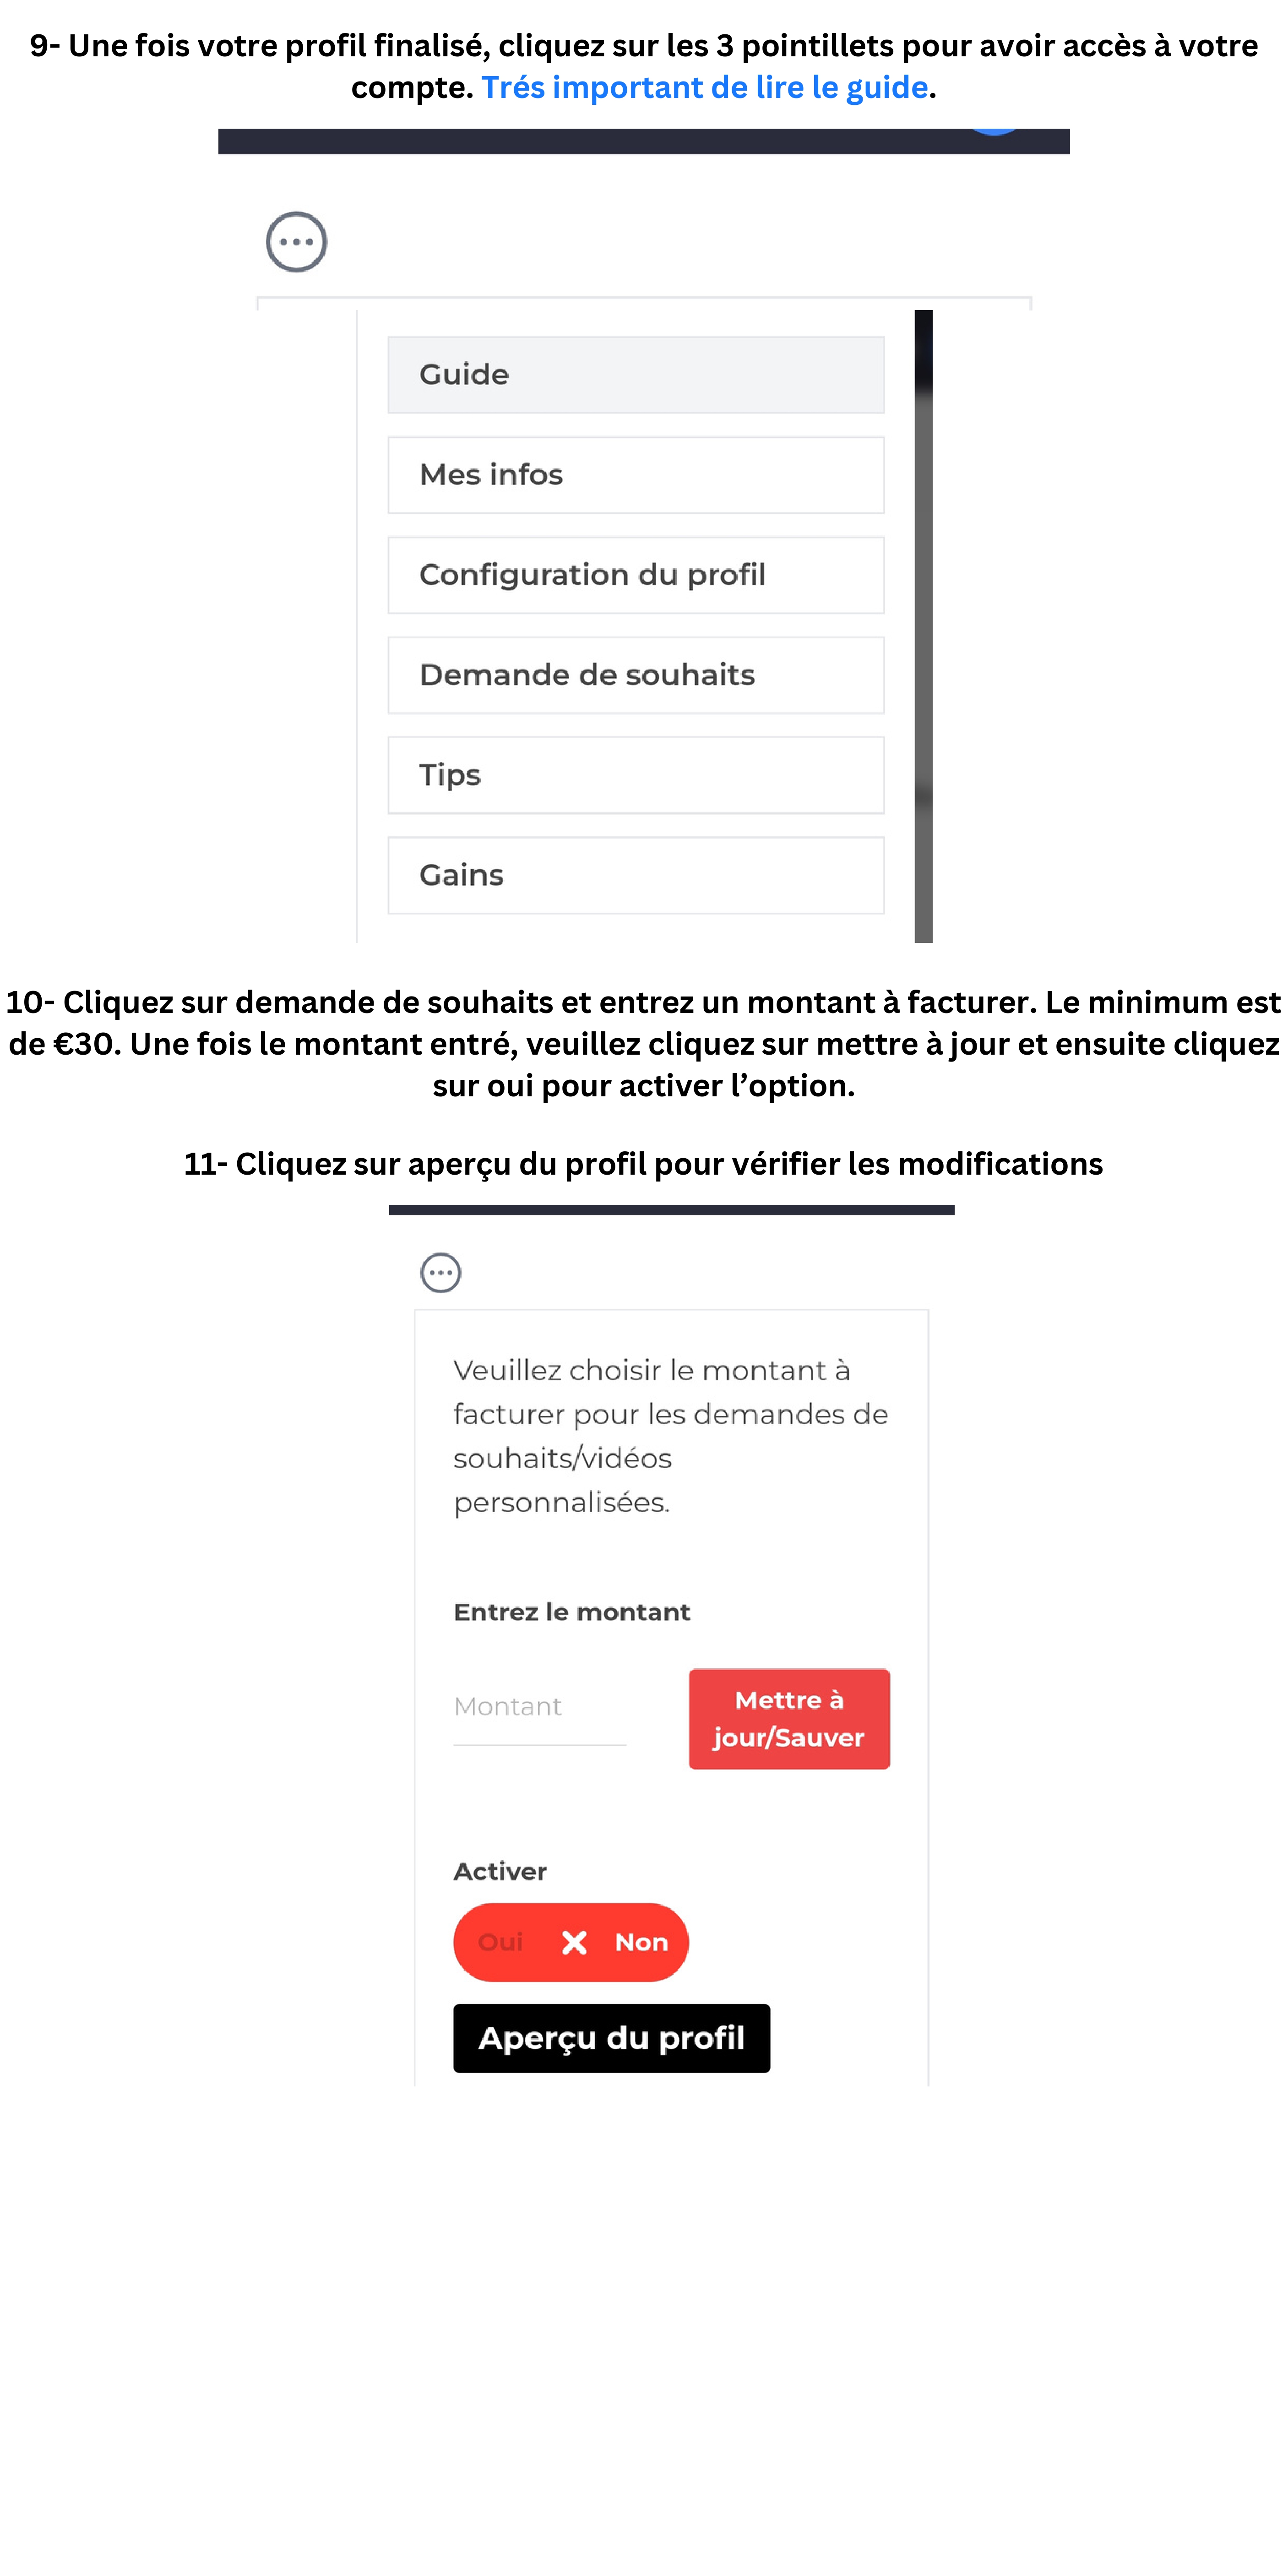 9- Une fois votre profil finalisé, cliquez sur les 3 pointillets pour avoir accès à votre
compte. Trés important de lire le guide.
Guide
Mes infos
Configuration du profil
Demande de souhaits
Tips
Gains
10- Cliquez sur demande de souhaits et entrez un montant à facturer. Le minimum est
de €30. Une fois le montant entré, veuillez cliquez sur mettre à jour et ensuite cliquez
sur oui pour activer l’option.
11- Cliquez sur aperçu du profil pour vérifier les modifications
Veuillez choisir le montant à
facturer pour les demandes de
souhaits/vidéos
personnalisées.
Entrez le montant
Montant
Mettre à
jour/Sauver
Activer
Oui Non
Aperçu du profil